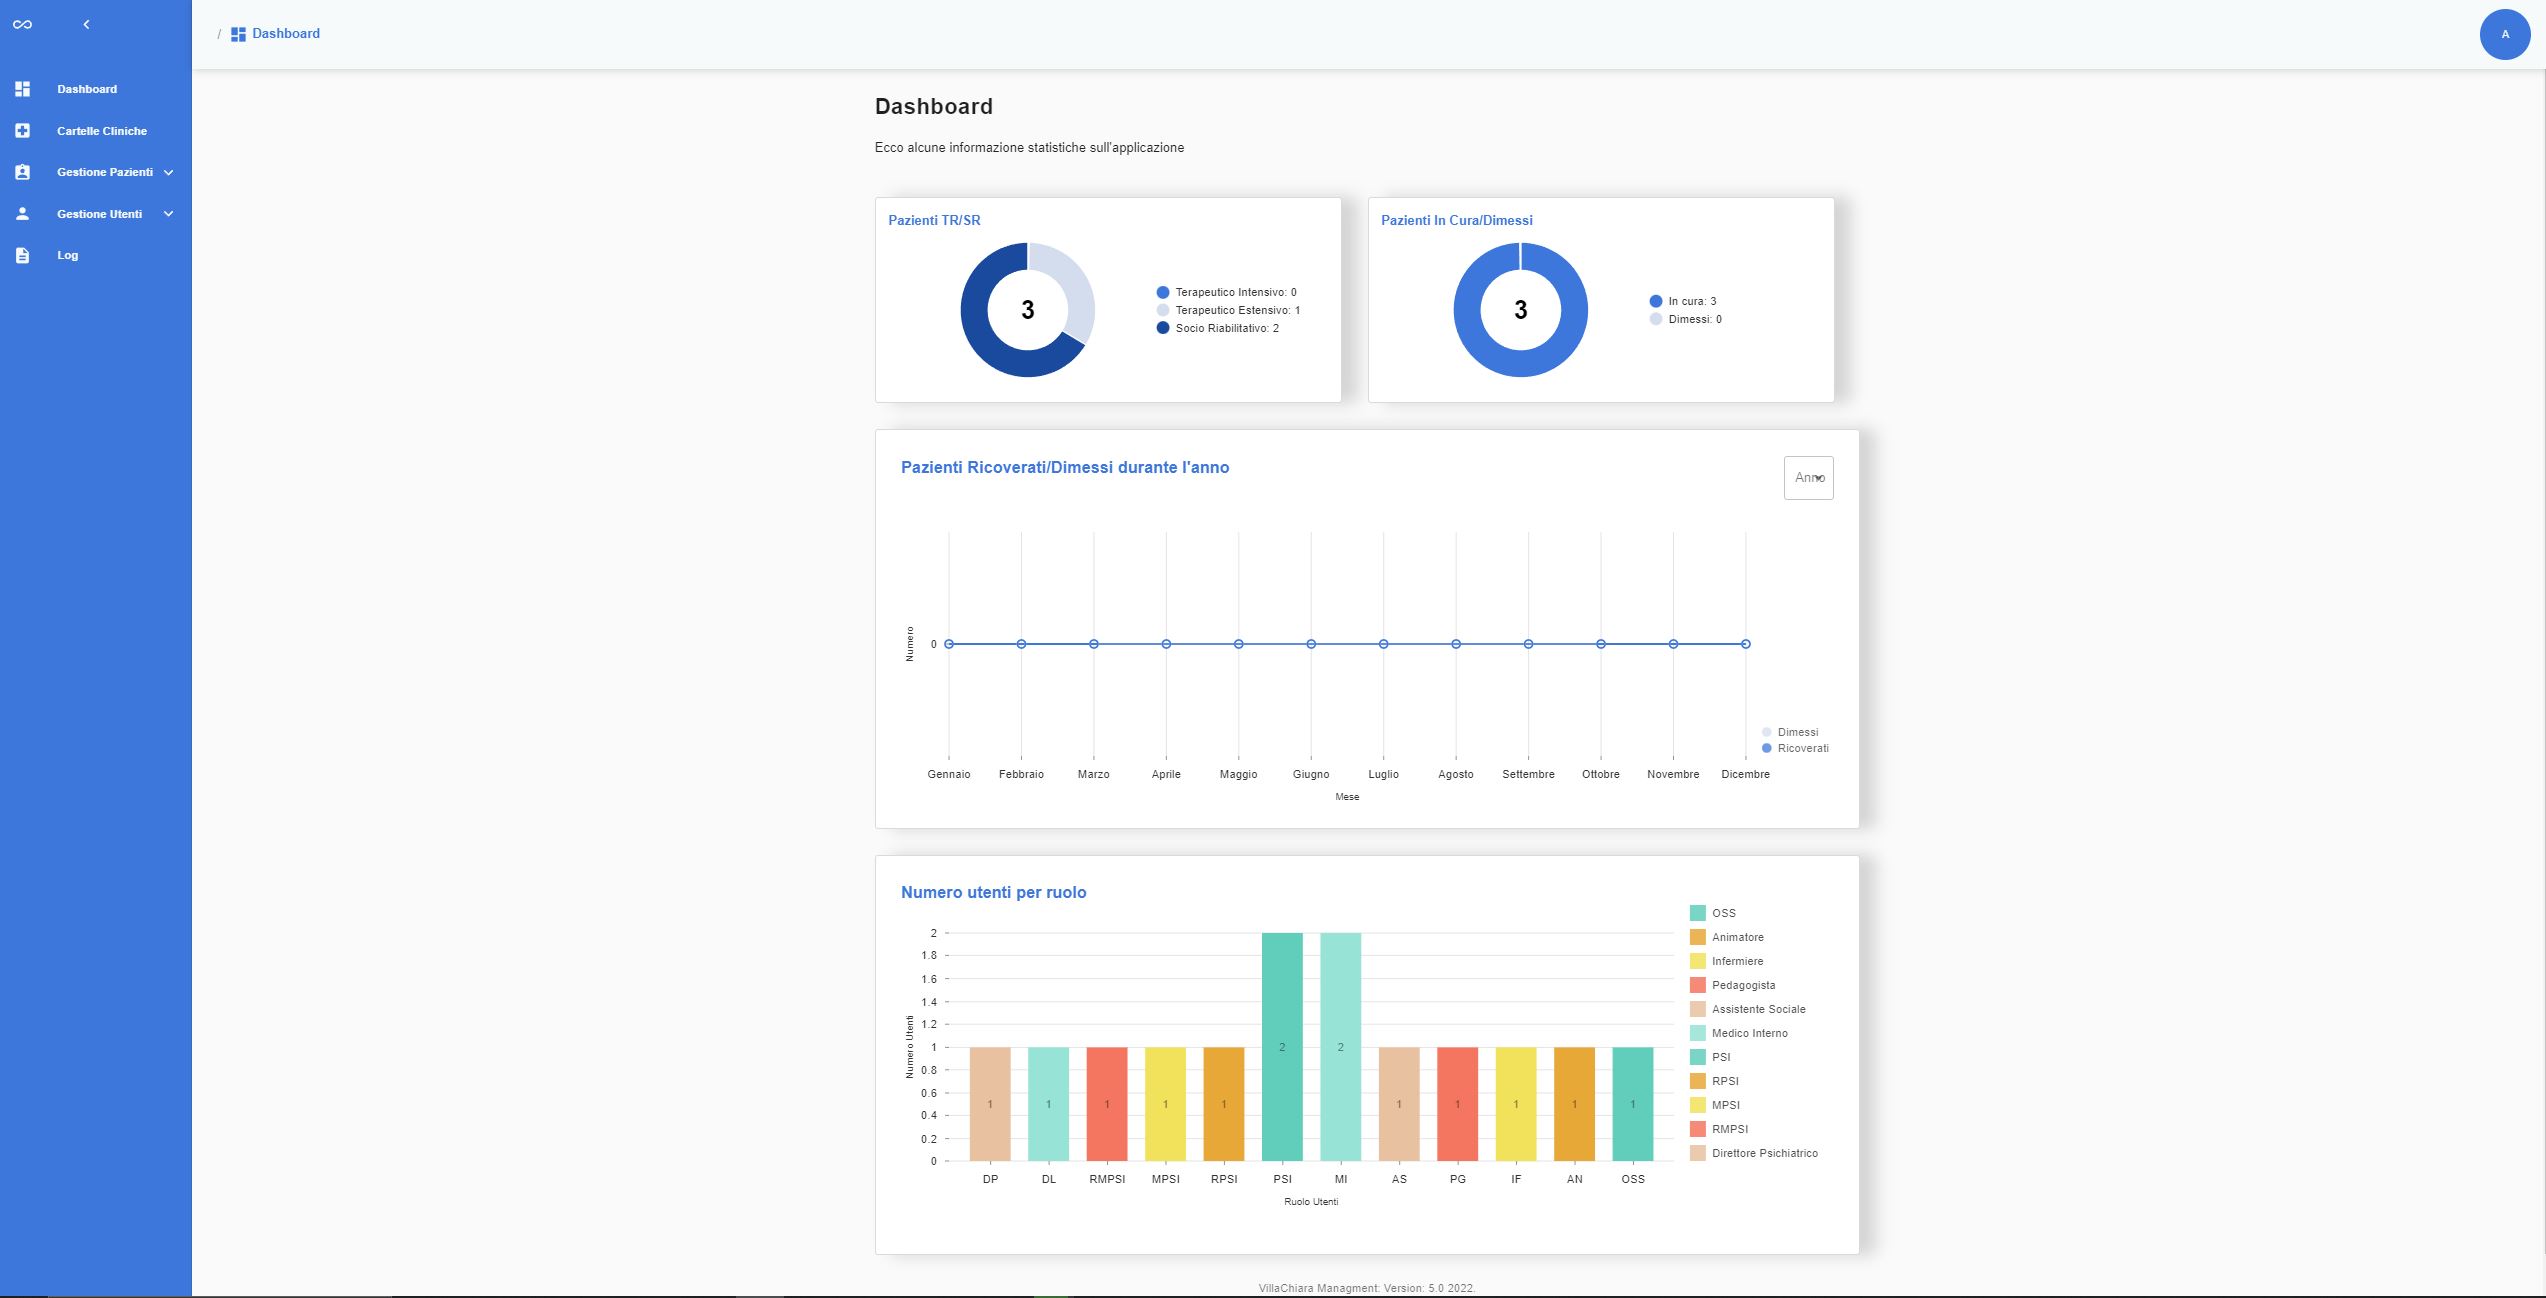 / Dashboard
A
Dashboard
Cartelle Cliniche
Gestione Pazienti
Gestione Utenti
Log
Dashboard
Ecco alcune informazione statistiche sull'applicazione
Pazienti TR/SR
3
Terapeutico Intensivo: 0
Terapeutico Estensivo: 1
Socio Riabilitativo: 2
Pazienti In Cura/Dimessi
3
In cura: 3
Dimessi: 0
Pazienti Ricoverati/Dimessi durante l'anno
Anno
Numero
0
Dimessi
Ricoverati
Gennaio Febbraio Marzo Aprile Maggio Giugno Luglio Agosto Settembre Ottobre Novembre Dicembre
Mese
Numero utenti per ruolo
Numero Utenti
2
1.8
1.6
1.4
1.2
1
0.8
0.6
0.4
0.2
0
1 1 1 1 1 2 2 1 1 1 1 1
DP DL RMPSI MPSI RPSI PSI MI AS PG IF AN OSS
Ruolo Utenti
OSS
Animatore
Infermiere
Pedagogista
Assistente Sociale
Medico Interno
PSI
RPSI
MPSI
RMPSI
Direttore Psichiatrico
VillaChiara Managment: Version: 5.0 2022.